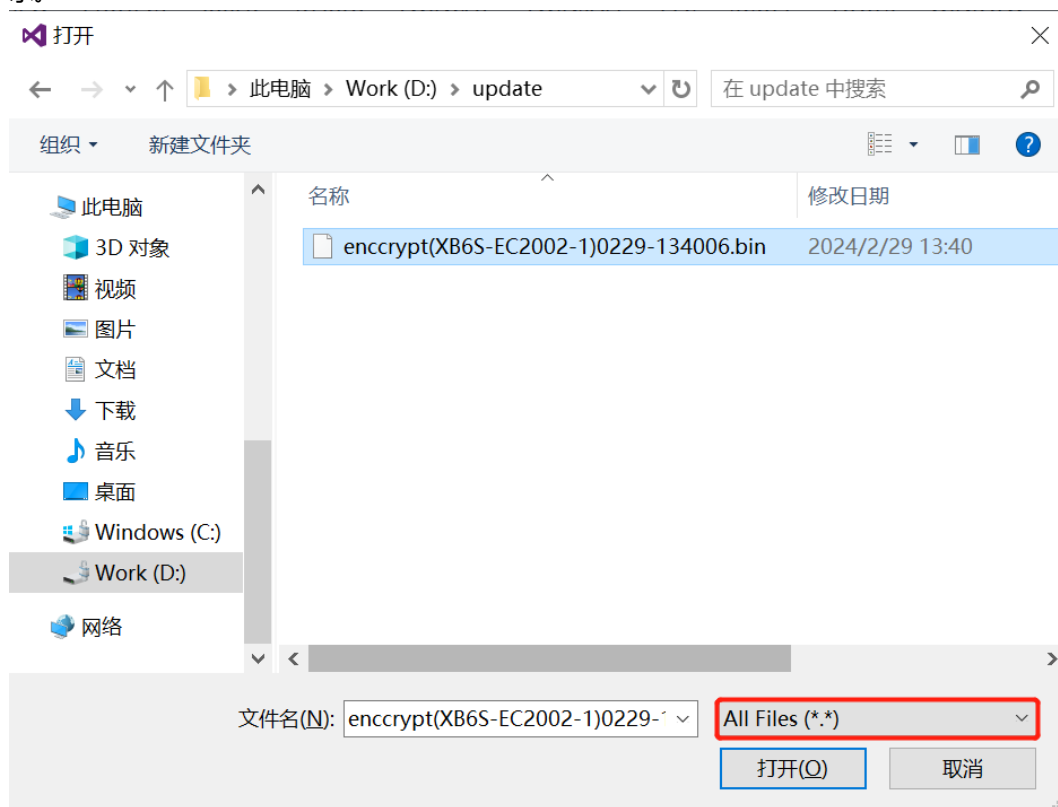 打开
此电脑 > Work (D:) > update
在 update 中搜索
组织
新建文件夹
名称
修改日期
此电脑
3D 对象
视频
图片
文档
下载
音乐
桌面
Windows (C:)
Work (D:)
网络
enccrypt(XB6S-EC2002-1)0229-134006.bin
2024/2/29 13:40
文件名(N):
enccrypt(XB6S-EC2002-1)0229-
All Files (*.*)
打开(O)
取消